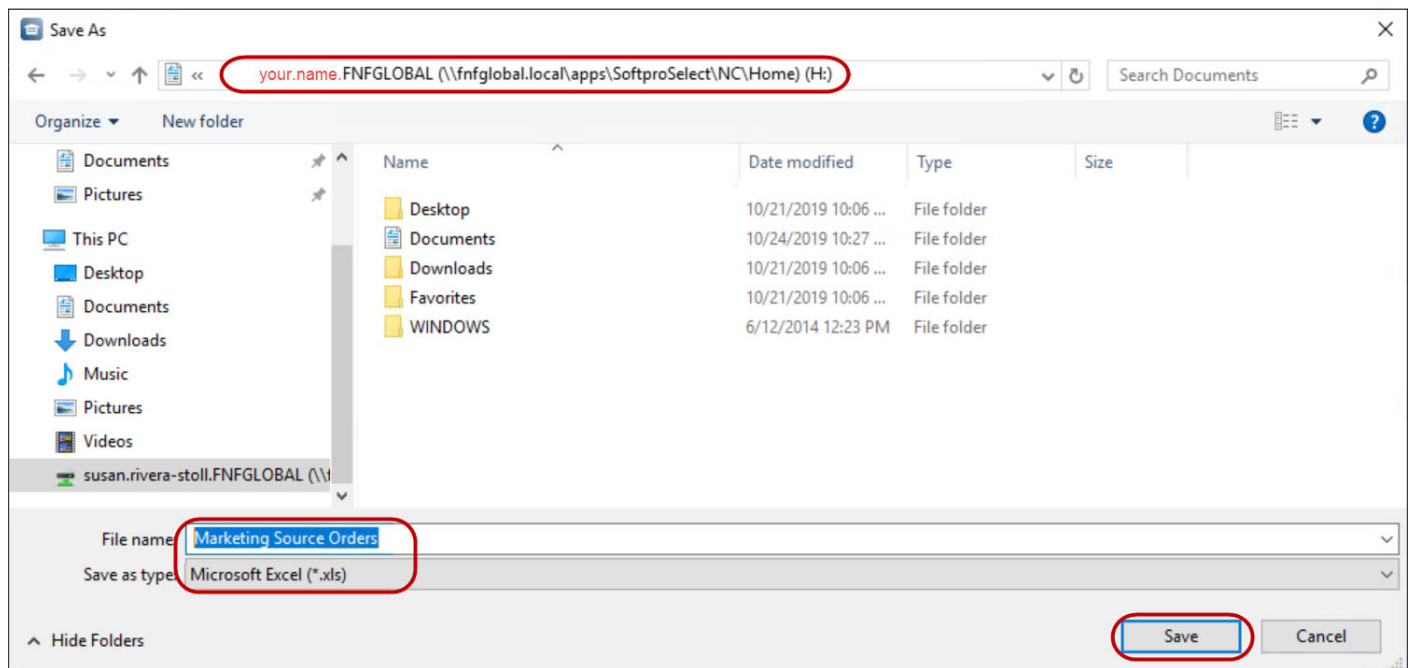 Save As
« your.name.FNFGLOBAL (\\fnfglobal.local\apps\SoftproSelect\NC\Home) (H:) Search Documents
Organize New folder
Documents Name Date modified Type Size
Pictures
Desktop 10/21/2019 10:06 ... File folder
This PC Documents 10/24/2019 10:27 ... File folder
Desktop Downloads 10/21/2019 10:06 ... File folder
Documents Favorites 10/21/2019 10:06 ... File folder
Downloads WINDOWS 6/12/2014 12:23 PM File folder
Music
Pictures
Videos
susan.rivera-stoll.FNFGLOBAL (\\f
File name: Marketing Source Orders
Save as type: Microsoft Excel (*.xls)
Hide Folders Save Cancel